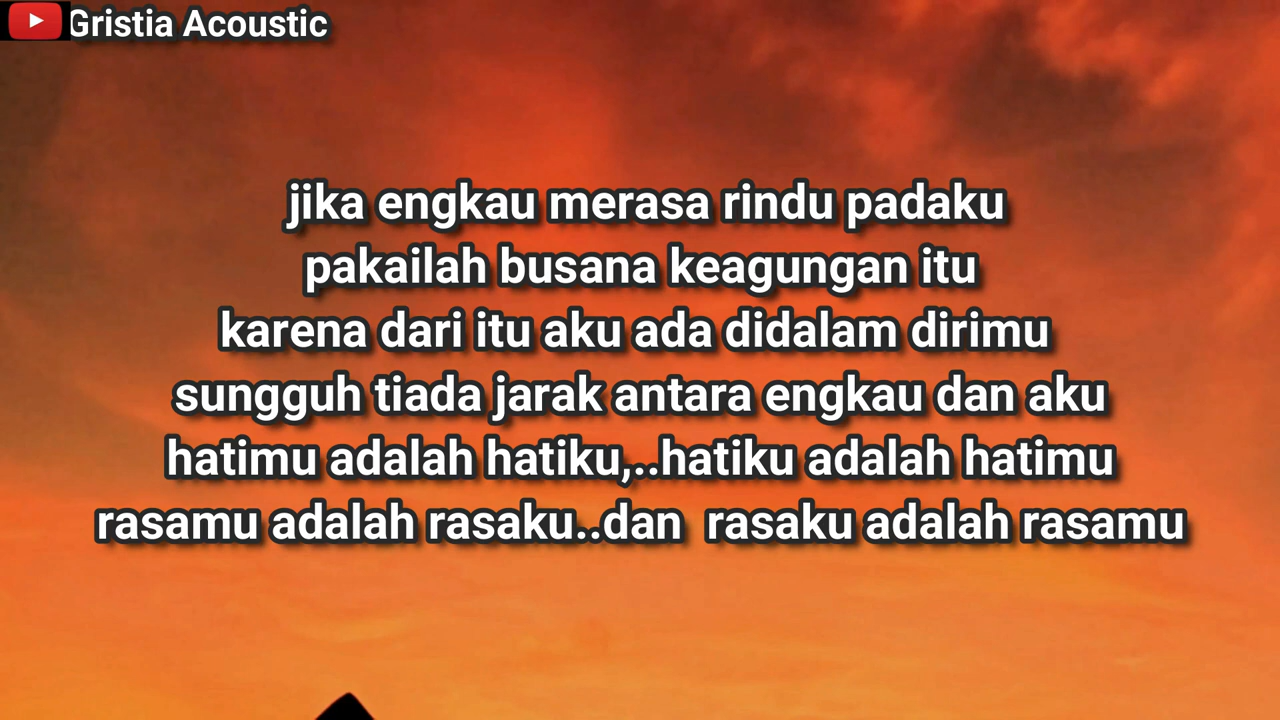 Gristia Acoustic
jika engkau merasa rindu padaku
pakailah busana keagungan itu
karena dari itu aku ada didalam dirimu
sungguh tiada jarak antara engkau dan aku
hatimu adalah hatiku,..hatiku adalah hatimu
rasamu adalah rasaku..dan  rasaku adalah rasamu